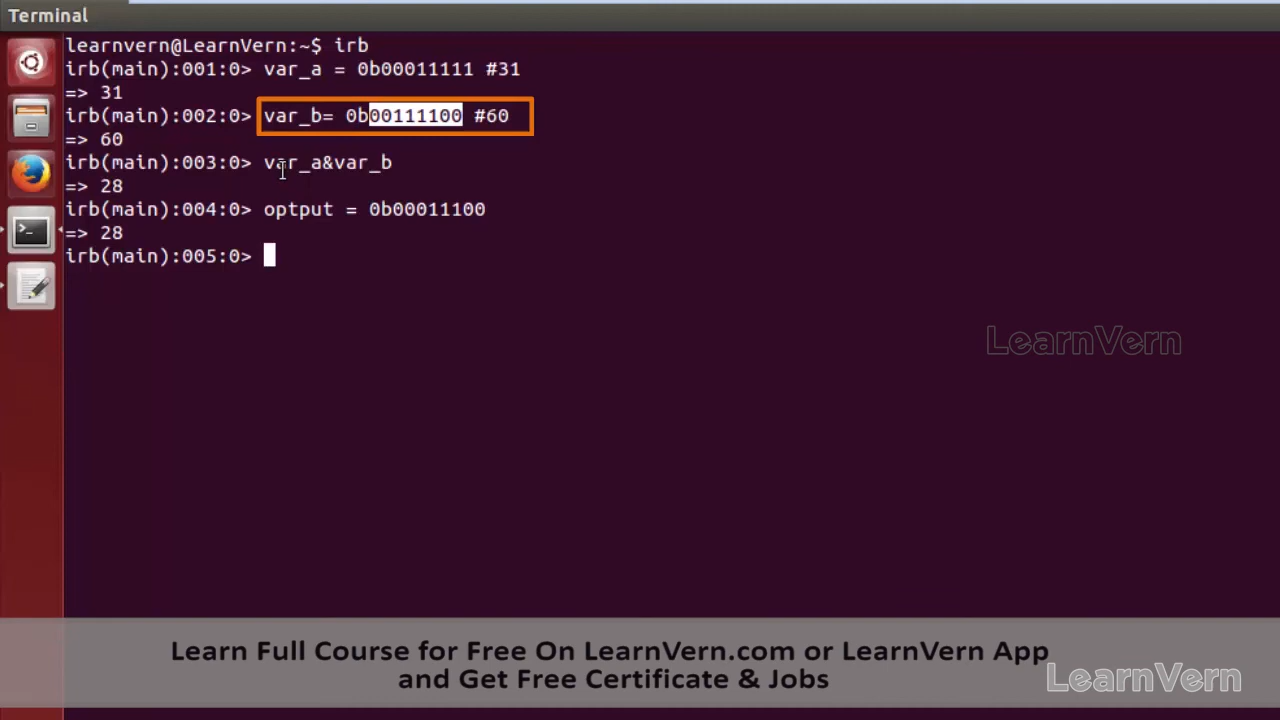 Terminal
learnvern@LearnVern:~$ irb
irb(main):001:0> var_a = 0b00011111 #31
=> 31
irb(main):002:0> var_b= 0b00111100 #60
=> 60
irb(main):003:0> var_a&var_b
=> 28
irb(main):004:0> optput = 0b00011100
=> 28
irb(main):005:0>
LearnVern
Learn Full Course for Free On LearnVern.com or LearnVern App
and Get Free Certificate & Jobs
LearnVern